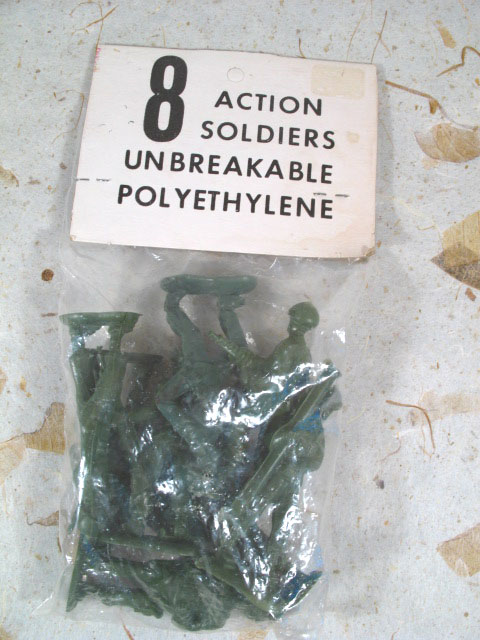 8 ACTION
SOLDIERS
UNBREAKABLE
POLYETHYLENE